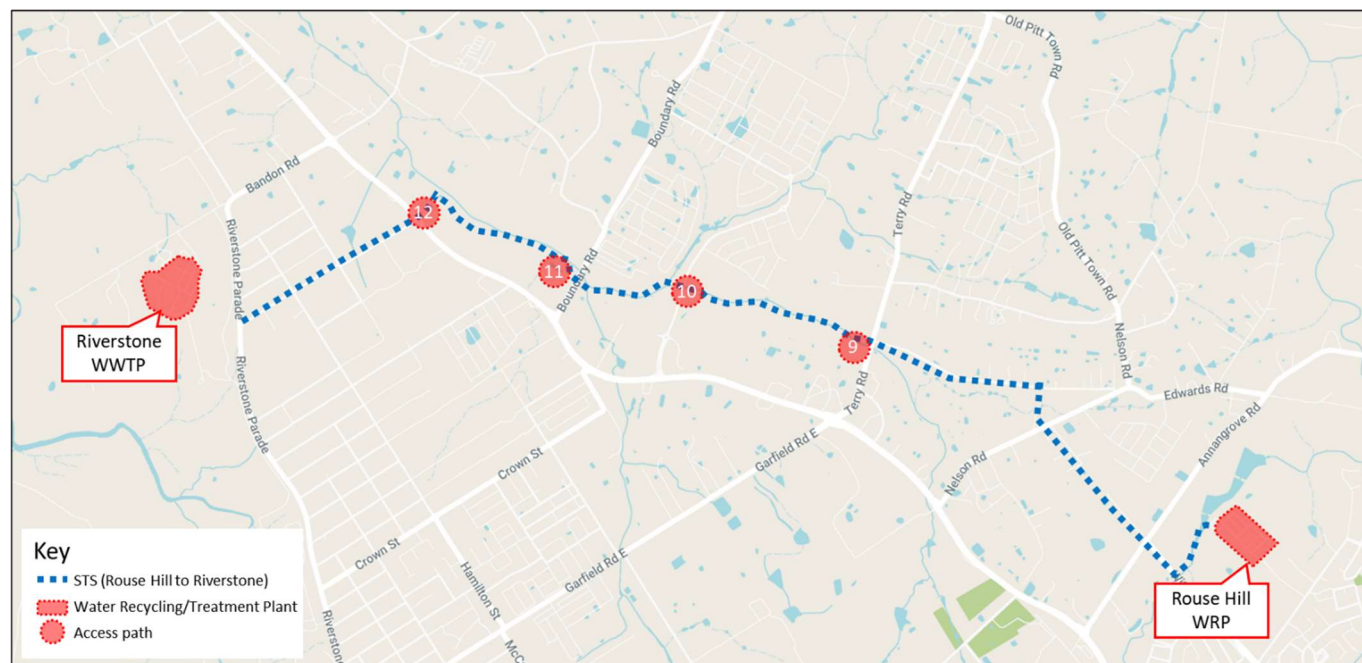 Old Pitt Town Rd
Boundary Rd
Bandon Rd
Terry Rd
12
Riverstone Parade
Boundary Rd
11
10
Old Pitt Town Rd
9
Riverstone
WWTP
Nelson Rd
Riverstone Parade
Terry Rd
Edwards Rd
Annangrove Rd
Garfield Rd E
Crown St
Nelson Rd
Key
STS (Rouse Hill to Riverstone)
Water Recycling/Treatment Plant
Access path
Crown St
Garfield Rd E
Hamilton St
Rouse Hill
WRP